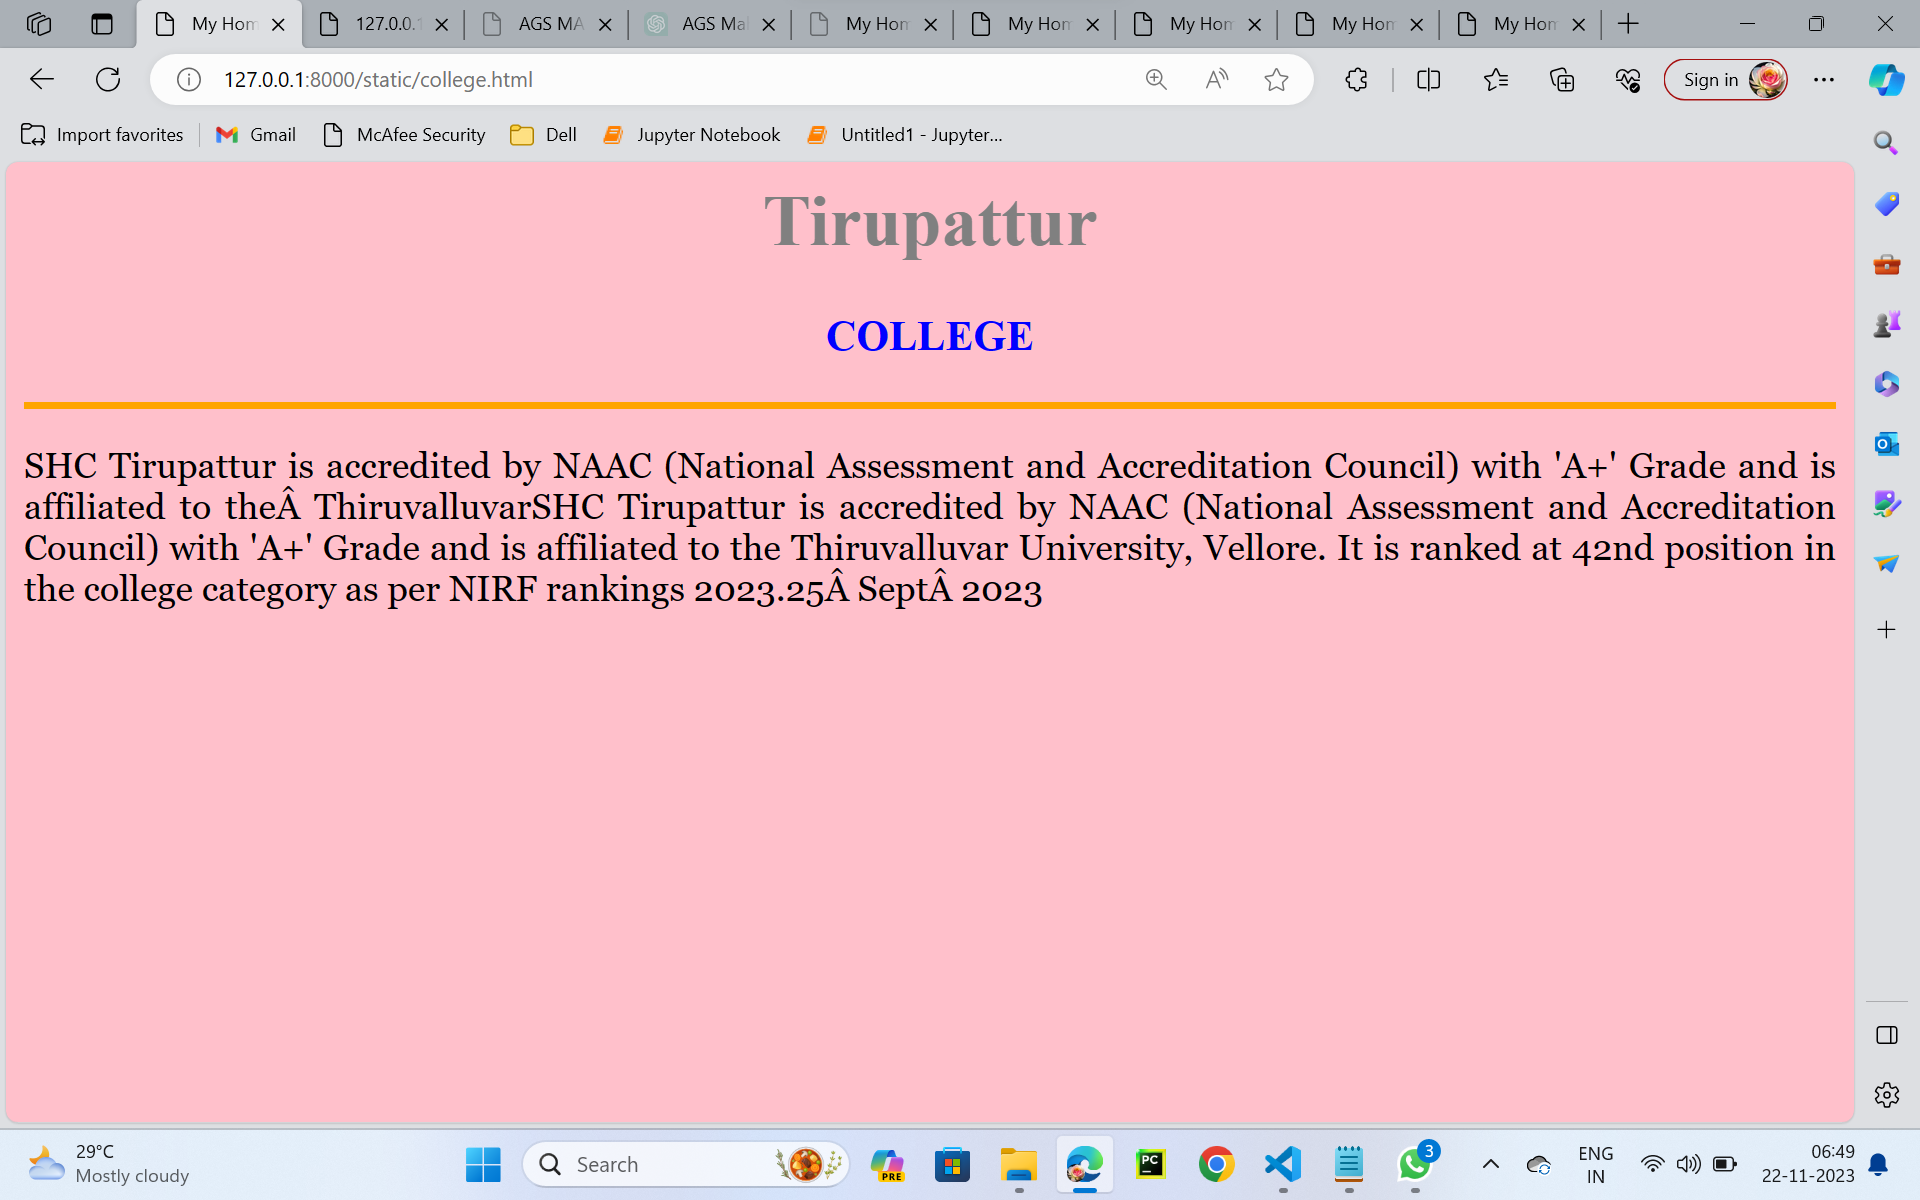 My Hom
127.0.0.1
AGS MA
AGS Mal
My Hom
My Hom
My Hom
My Hom
My Hom
127.0.0.1:8000/static/college.html
Sign in
Import favorites
Gmail
McAfee Security
Dell
Jupyter Notebook
Untitled1 - Jupyter...
Tirupattur
COLLEGE
SHC Tirupattur is accredited by NAAC (National Assessment and Accreditation Council) with 'A+' Grade and is
affiliated to theÂ ThiruvalluvarSHC Tirupattur is accredited by NAAC (National Assessment and Accreditation
Council) with 'A+' Grade and is affiliated to the Thiruvalluvar University, Vellore. It is ranked at 42nd position in
the college category as per NIRF rankings 2023.25Â SeptÂ 2023
29°C
Mostly cloudy
Search
PRE
PC
3
ENG
IN
06:49
22-11-2023